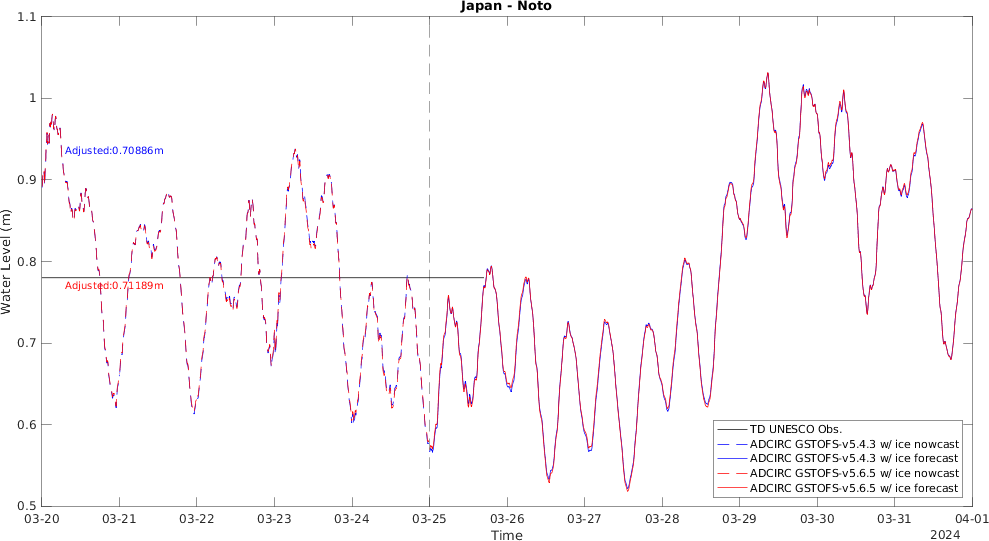 Japan - Noto
1.1
1
0.9
0.8
0.7
0.6
0.5
Water Level (m)
Adjusted:0.70886m
Adjusted:0.71189m
TD UNESCO Obs.
ADCIRC GSTOFS-v5.4.3 w/ ice nowcast
ADCIRC GSTOFS-v5.4.3 w/ ice forecast
ADCIRC GSTOFS-v5.6.5 w/ ice nowcast
ADCIRC GSTOFS-v5.6.5 w/ ice forecast
03-20 03-21 03-22 03-23 03-24 03-25 03-26 03-27 03-28 03-29 03-30 03-31 04-01
Time
2024